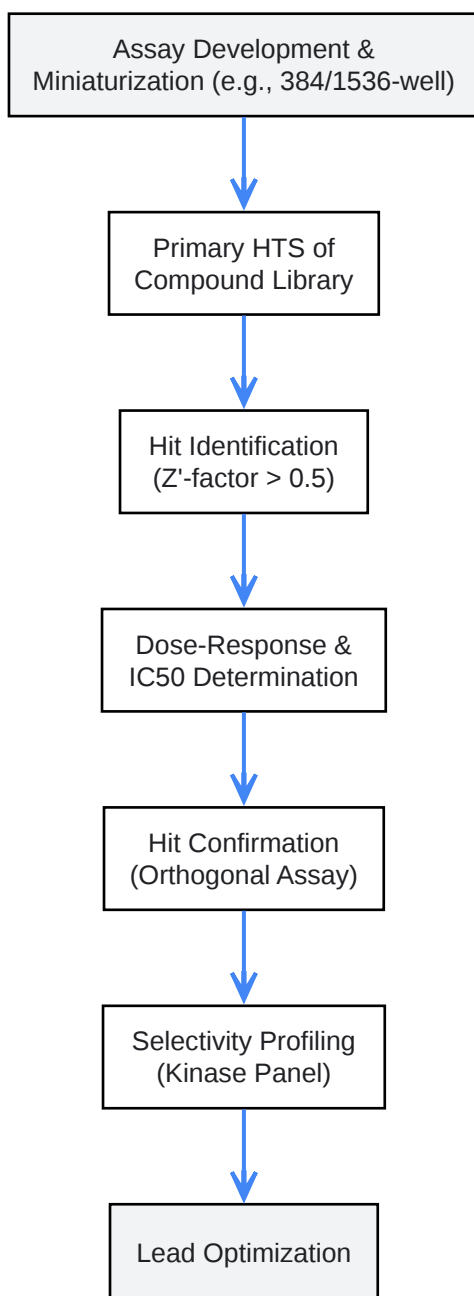 Assay Development &
Miniaturization (e.g., 384/1536-well)
Primary HTS of
Compound Library
Hit Identification
(Z'-factor > 0.5)
Dose-Response &
IC50 Determination
Hit Confirmation
(Orthogonal Assay)
Selectivity Profiling
(Kinase Panel)
Lead Optimization